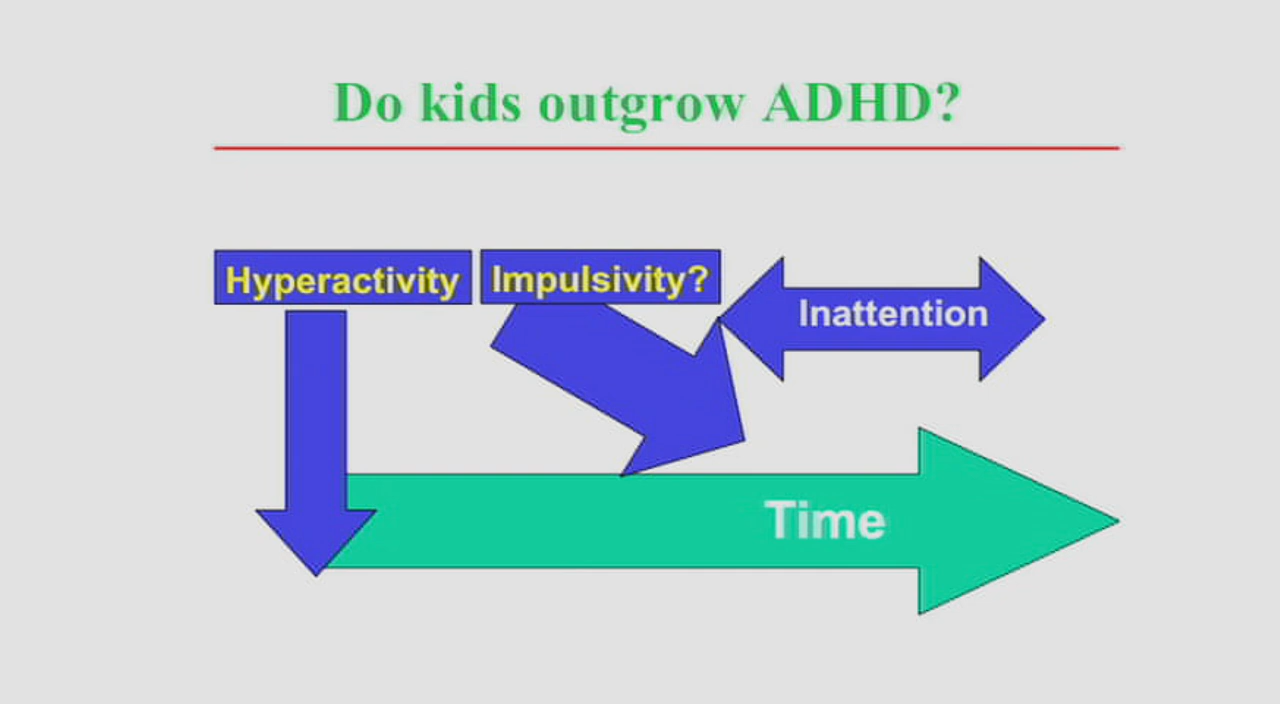 Do kids outgrow ADHD?
Hyperactivity
Impulsivity?
Inattention
Time